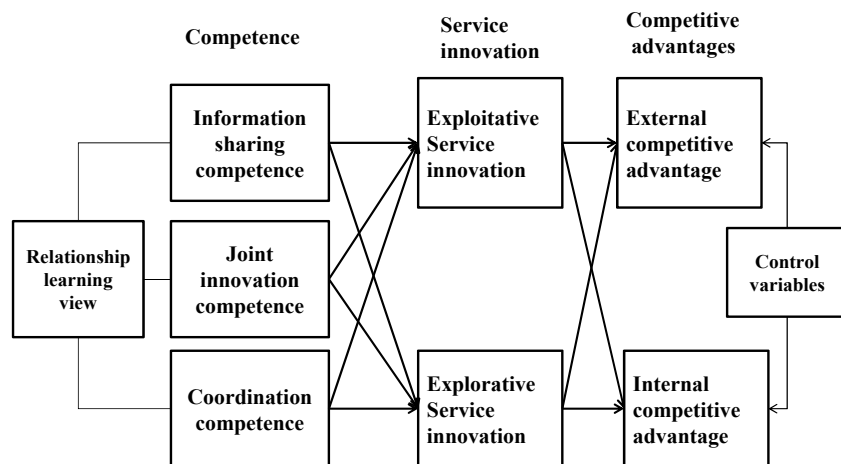 Competence
Service
innovation
Competitive
advantages
Information
sharing
competence
Exploitative
Service
innovation
External
competitive
advantage
Relationship
learning
view
Joint
innovation
competence
Control
variables
Coordination
competence
Explorative
Service
innovation
Internal
competitive
advantage